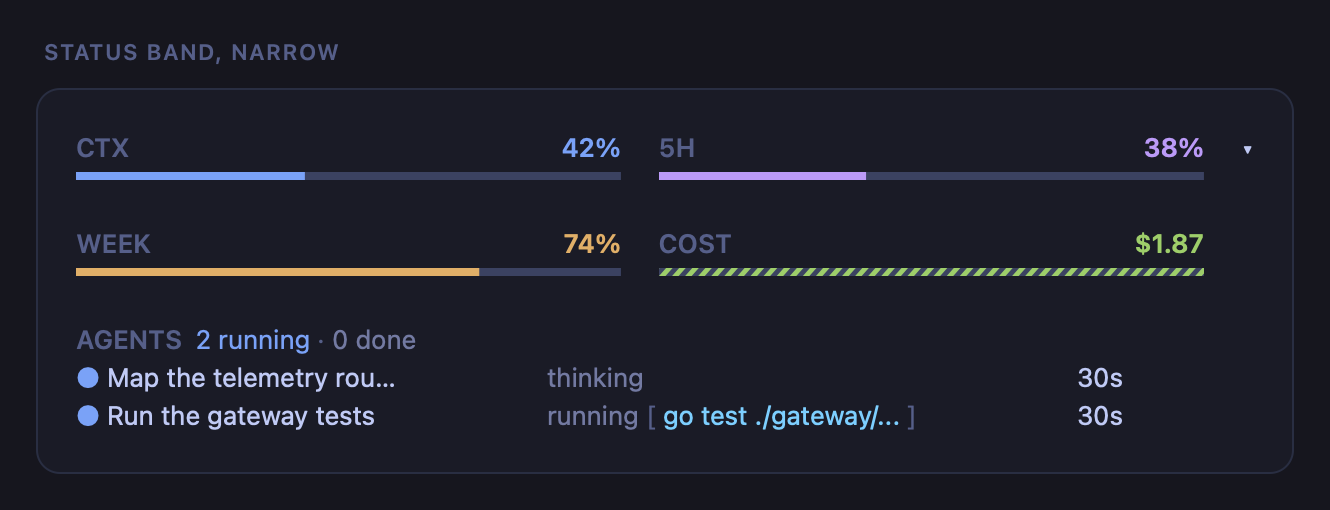 STATUS BAND, NARROW
CTX 42% 5H 38% ▼
WEEK 74% COST $1.87
AGENTS 2 running · 0 done
Map the telemetry rou… thinking 30s
Run the gateway tests running [ go test ./gateway/… ] 30s